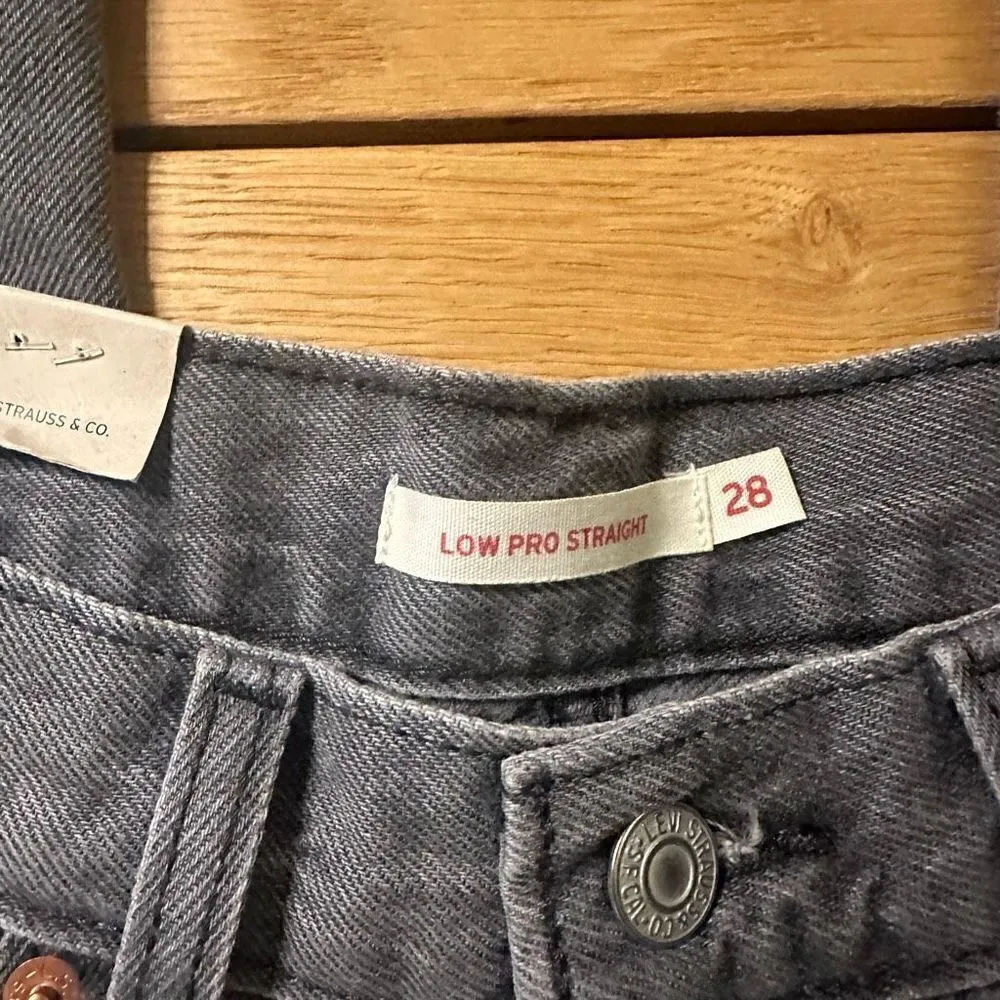 STRAUSS & CO.
LOW PRO STRAIGHT
28
LEVI STRAUSS & CO. S.F. CAL